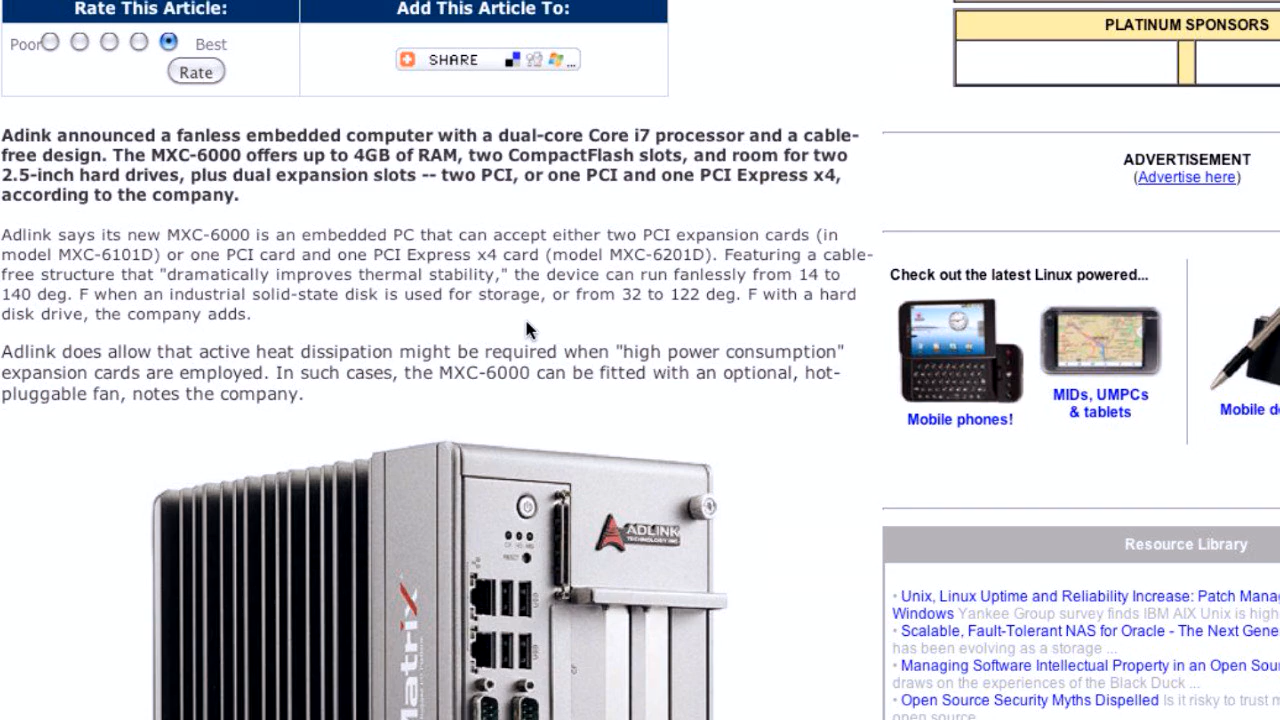 Rate This Article:
Add This Article To:
Poor
Best
Rate
SHARE
...
PLATINUM SPONSORS
Adink announced a fanless embedded computer with a dual-core Core i7 processor and a cable-
free design. The MXC-6000 offers up to 4GB of RAM, two CompactFlash slots, and room for two
2.5-inch hard drives, plus dual expansion slots -- two PCI, or one PCI and one PCI Express x4,
according to the company.
Adlink says its new MXC-6000 is an embedded PC that can accept either two PCI expansion cards (in
model MXC-6101D) or one PCI card and one PCI Express x4 card (model MXC-6201D). Featuring a cable-
free structure that "dramatically improves thermal stability," the device can run fanlessly from 14 to
140 deg. F when an industrial solid-state disk is used for storage, or from 32 to 122 deg. F with a hard
disk drive, the company adds.
Adlink does allow that active heat dissipation might be required when "high power consumption"
expansion cards are employed. In such cases, the MXC-6000 can be fitted with an optional, hot-
pluggable fan, notes the company.
ADLINK
TECHNOLOGY INC.
RESET
USB
USB
CF
Matrix
ADVERTISEMENT
(Advertise here)
Check out the latest Linux powered...
Mobile phones!
MIDs, UMPCs
& tablets
Mobile d
Resource Library
• Unix, Linux Uptime and Reliability Increase: Patch Mana
Windows Yankee Group survey finds IBM AIX Unix is high
• Scalable, Fault-Tolerant NAS for Oracle - The Next Gene
has been evolving as a storage ...
• Managing Software Intellectual Property in an Open Sou
draws on the experiences of the Black Duck ...
• Open Source Security Myths Dispelled Is it risky to trust m
open source